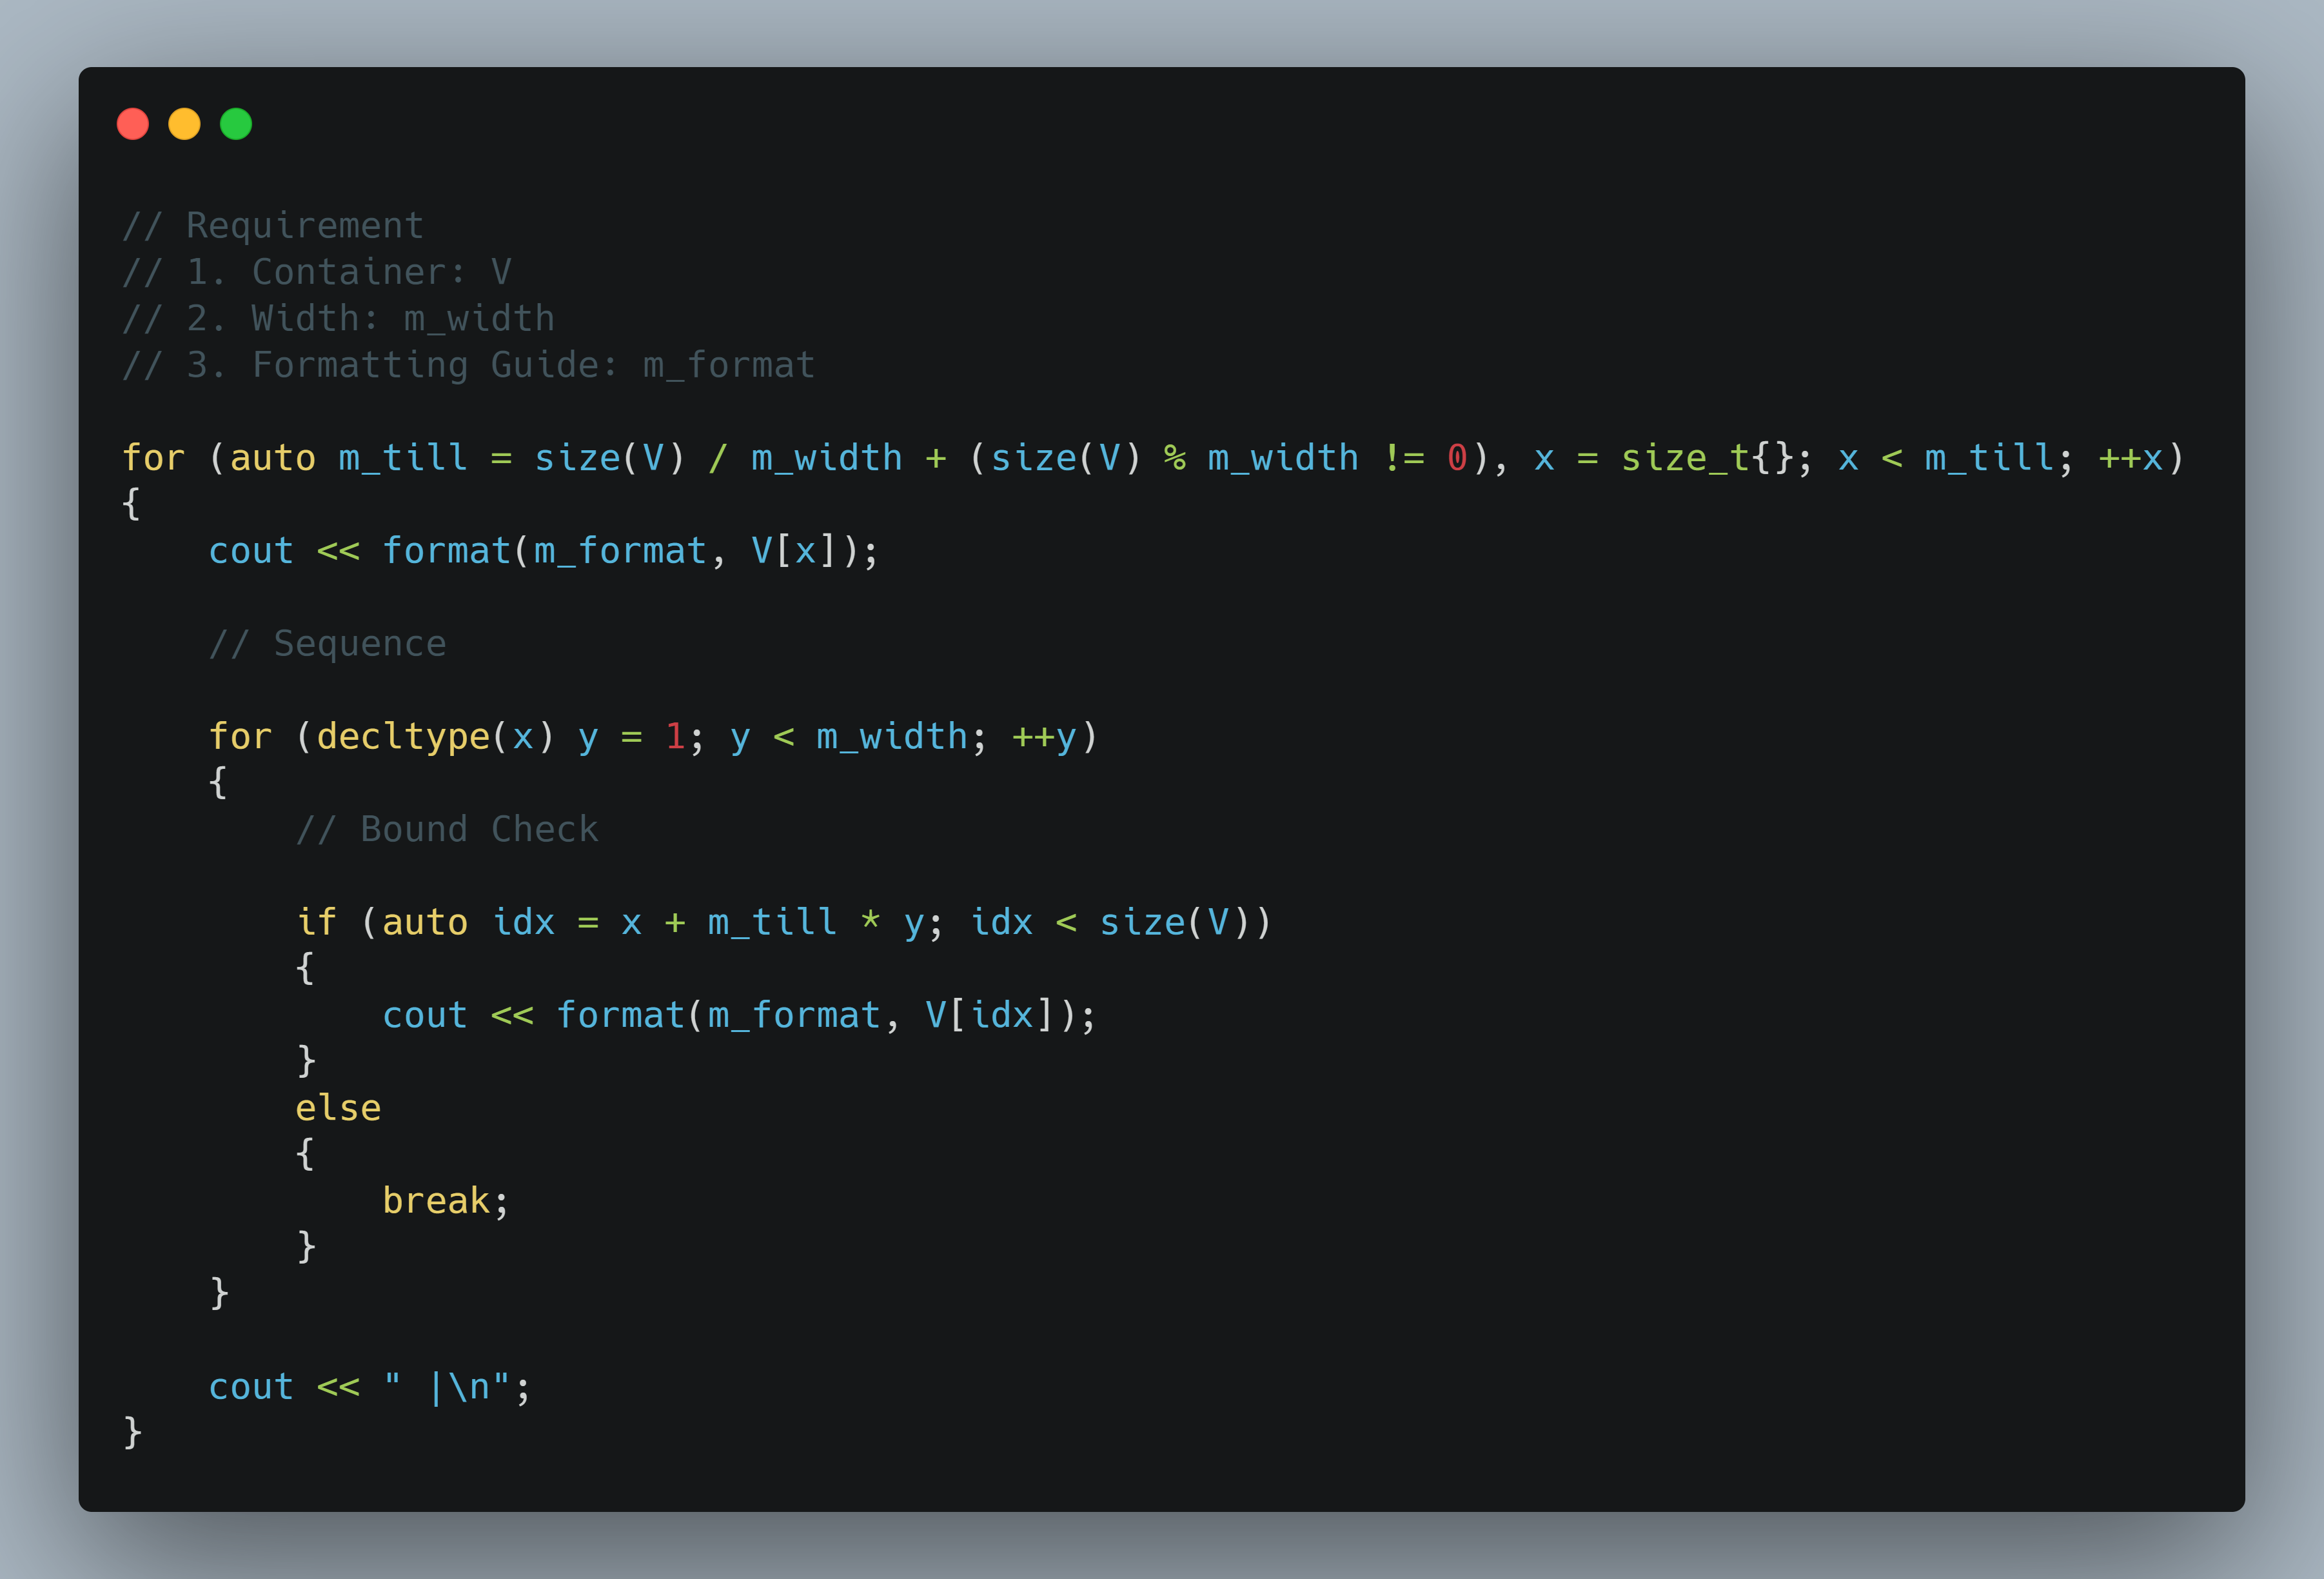 // Requirement
// 1. Container: V
// 2. Width: m_width
// 3. Formatting Guide: m_format
for (auto m_till = size(V) / m_width + (size(V) % m_width != 0), x = size_t{}; x < m_till; ++x)
{
    cout << format(m_format, V[x]);
    // Sequence
    for (decltype(x) y = 1; y < m_width; ++y)
    {
        // Bound Check
        if (auto idx = x + m_till * y; idx < size(V))
        {
            cout << format(m_format, V[idx]);
        }
        else
        {
            break;
        }
    }
    cout << " |\n";
}